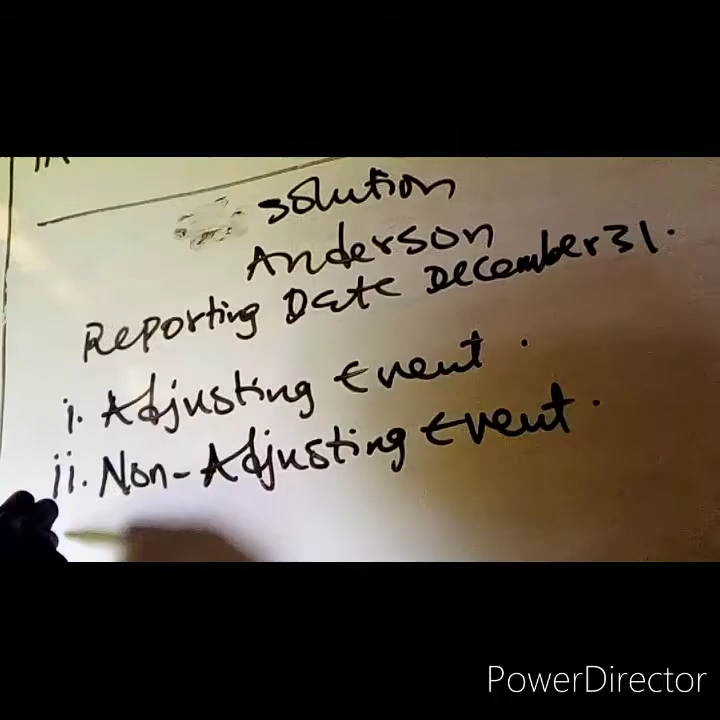 Solution
Anderson
Reporting Date December 31.
i. Adjusting Event.
ii. Non-Adjusting Event.
PowerDirector